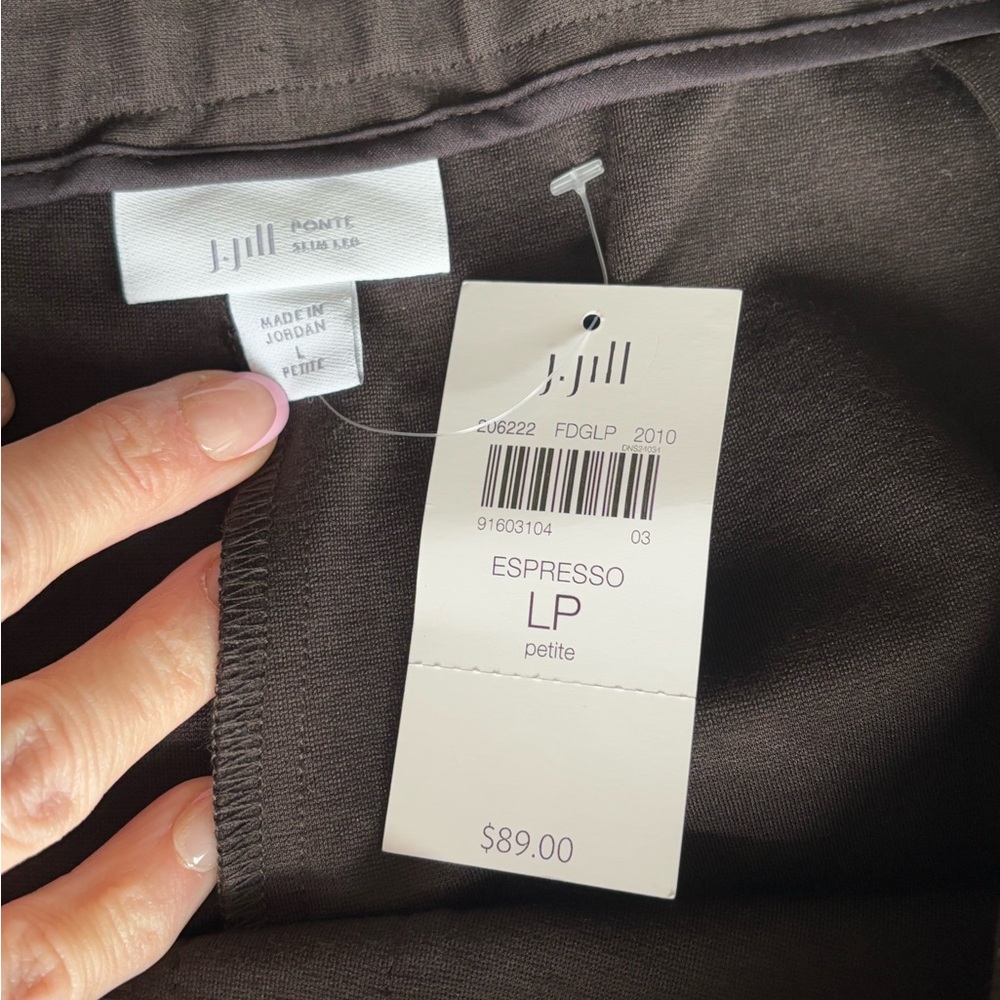 J.Jill PONTE
SLIM LEG
MADE IN
JORDAN
L
PETITE
J.Jill
206222 FDGLP 2010
DNS24031
91603104 03
ESPRESSO
LP
petite
$89.00